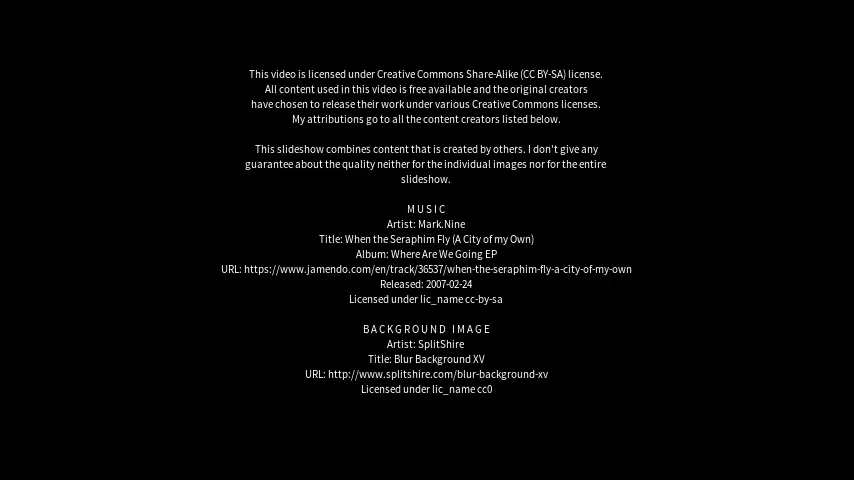 This video is licensed under Creative Commons Share-Alike (CC BY-SA) license.
All content used in this video is free available and the original creators
have chosen to release their work under various Creative Commons licenses.
My attributions go to all the content creators listed below.
This slideshow combines content that is created by others. I don't give any
guarantee about the quality neither for the individual images nor for the entire
slideshow.
MUSIC
Artist: Mark.Nine
Title: When the Seraphim Fly (A City of my Own)
Album: Where Are We Going EP
URL: https://www.jamendo.com/en/track/36537/when-the-seraphim-fly-a-city-of-my-own
Released: 2007-02-24
Licensed under lic_name cc-by-sa
BACKGROUND IMAGE
Artist: SplitShire
Title: Blur Background XV
URL: http://www.splitshire.com/blur-background-xv
Licensed under lic_name cc0